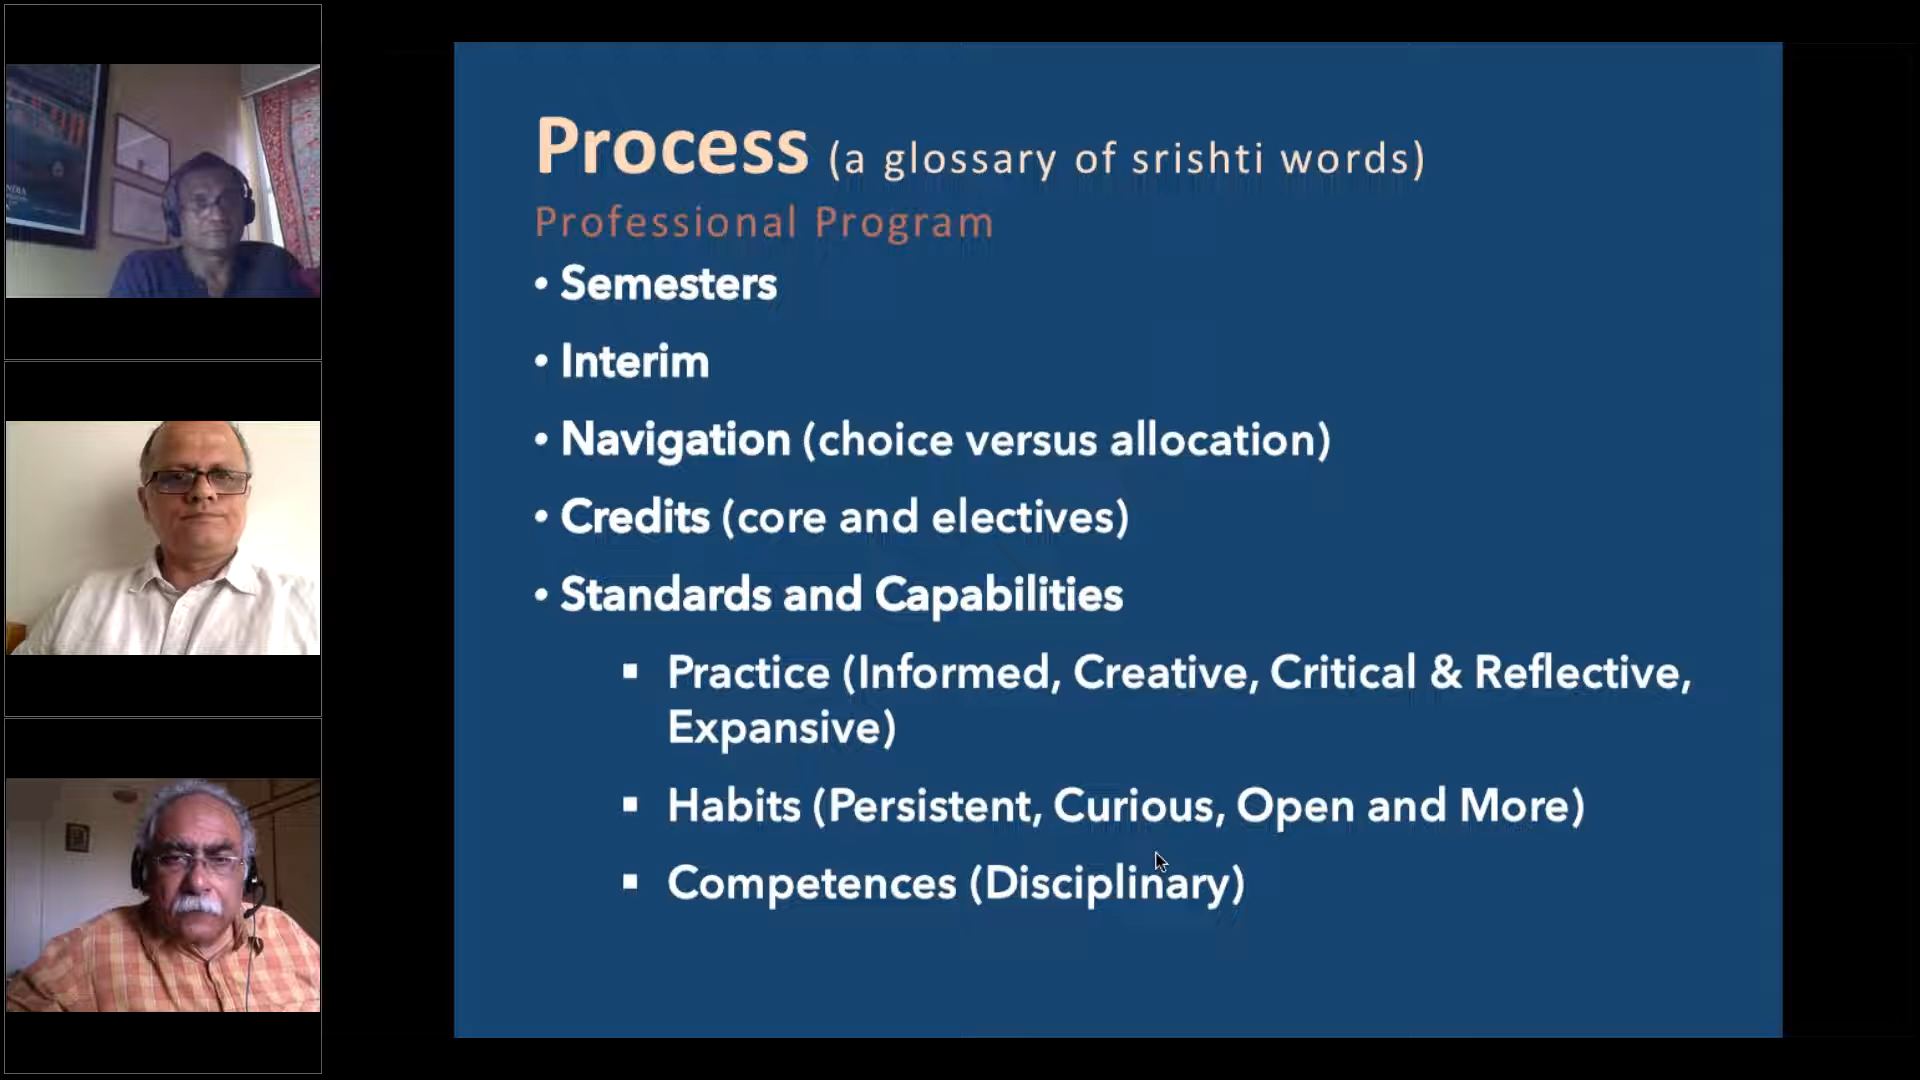 Process (a glossary of srishti words)
Professional Program
• Semesters
• Interim
• Navigation (choice versus allocation)
• Credits (core and electives)
• Standards and Capabilities
▪ Practice (Informed, Creative, Critical & Reflective,
Expansive)
▪ Habits (Persistent, Curious, Open and More)
▪ Competences (Disciplinary)